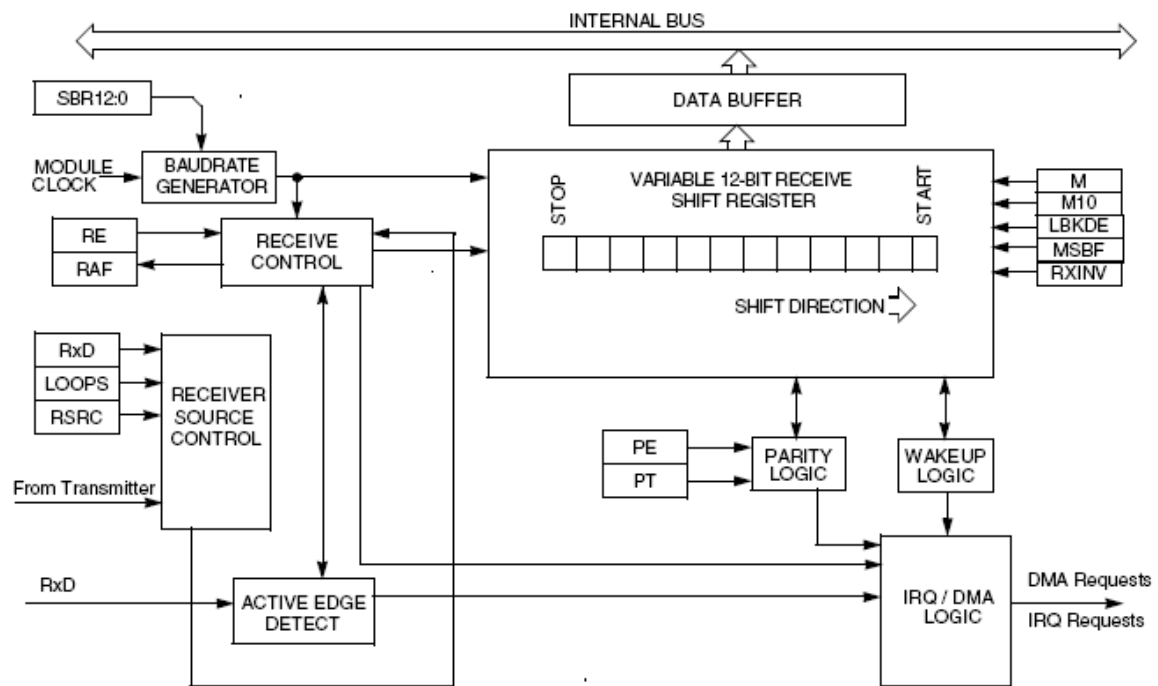 INTERNAL BUS
SBR12:0
DATA BUFFER
MODULE
CLOCK
BAUDRATE
GENERATOR
VARIABLE 12-BIT RECEIVE
SHIFT REGISTER
STOP
START
M
M10
LBKDE
MSBF
RXINV
RE
RAF
RECEIVE
CONTROL
SHIFT DIRECTION
RxD
LOOPS
RSRC
RECEIVER
SOURCE
CONTROL
From Transmitter
PE
PT
PARITY
LOGIC
WAKEUP
LOGIC
RxD
ACTIVE EDGE
DETECT
IRQ / DMA
LOGIC
DMA Requests
IRQ Requests